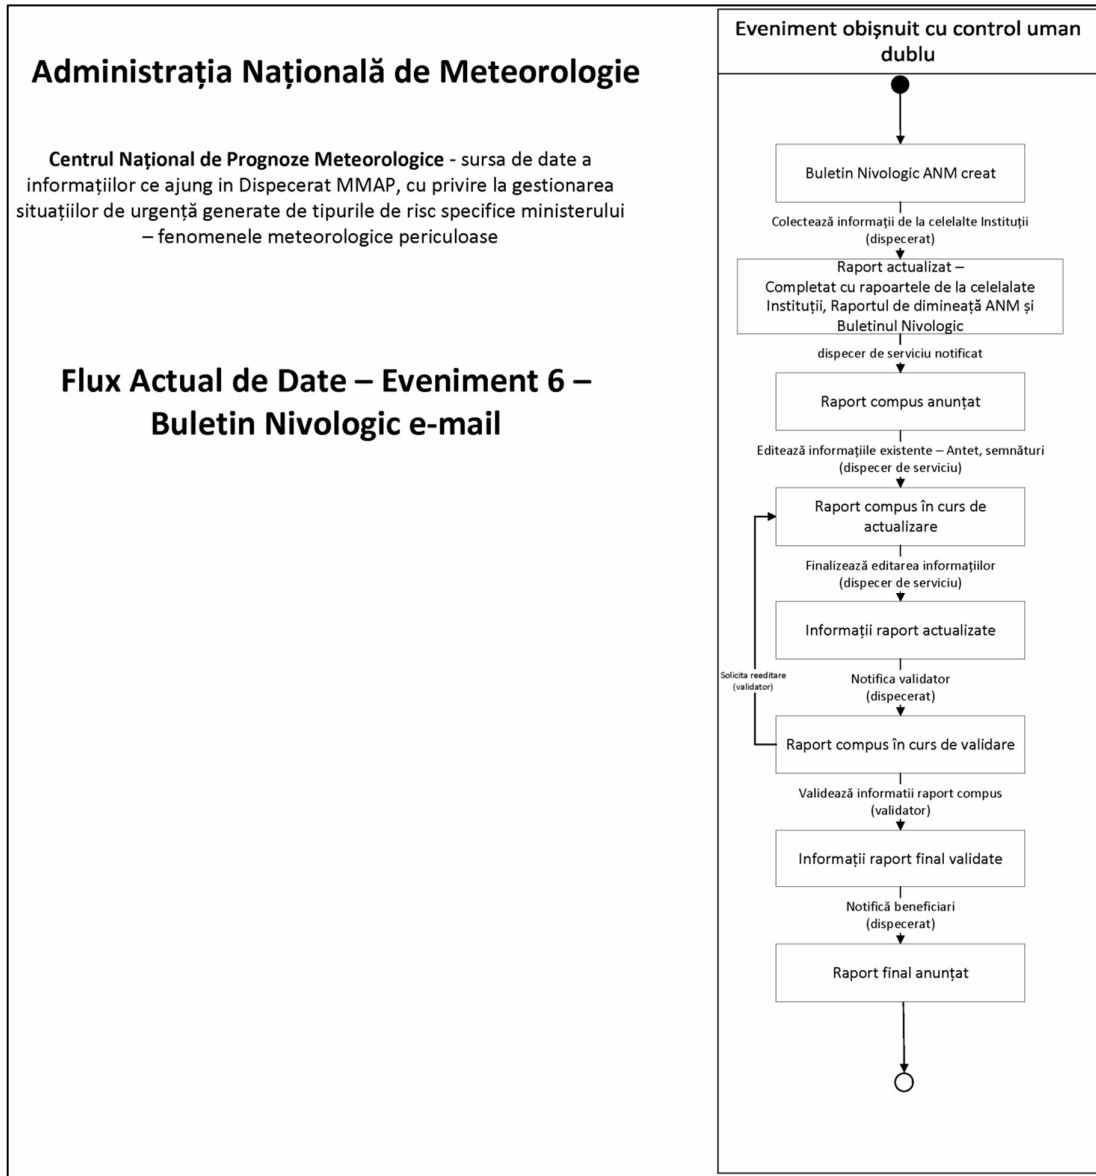 Administrația Națională de Meteorologie
Centrul Național de Prognoze Meteorologice - sursa de date a
informațiilor ce ajung in Dispecerat MMAP, cu privire la gestionarea
situațiilor de urgență generate de tipurile de risc specifice ministerului
– fenomenele meteorologice periculoase
Flux Actual de Date – Eveniment 6 –
Buletin Nivologic e-mail
Eveniment obișnuit cu control uman
dublu
Buletin Nivologic ANM creat
Colectează informații de la celelalte Instituții
(dispecerat)
Raport actualizat –
Completat cu rapoartele de la celelalate
Instituții, Raportul de dimineață ANM și
Buletinul Nivologic
dispecer de serviciu notificat
Raport compus anunțat
Editează informațiile existente – Antet, semnături
(dispecer de serviciu)
Raport compus în curs de
actualizare
Finalizează editarea informațiilor
(dispecer de serviciu)
Informații raport actualizate
Solicita reeditare
(validator)
Notifica validator
(dispecerat)
Raport compus în curs de validare
Validează informatii raport compus
(validator)
Informații raport final validate
Notifică beneficiari
(dispecerat)
Raport final anunțat